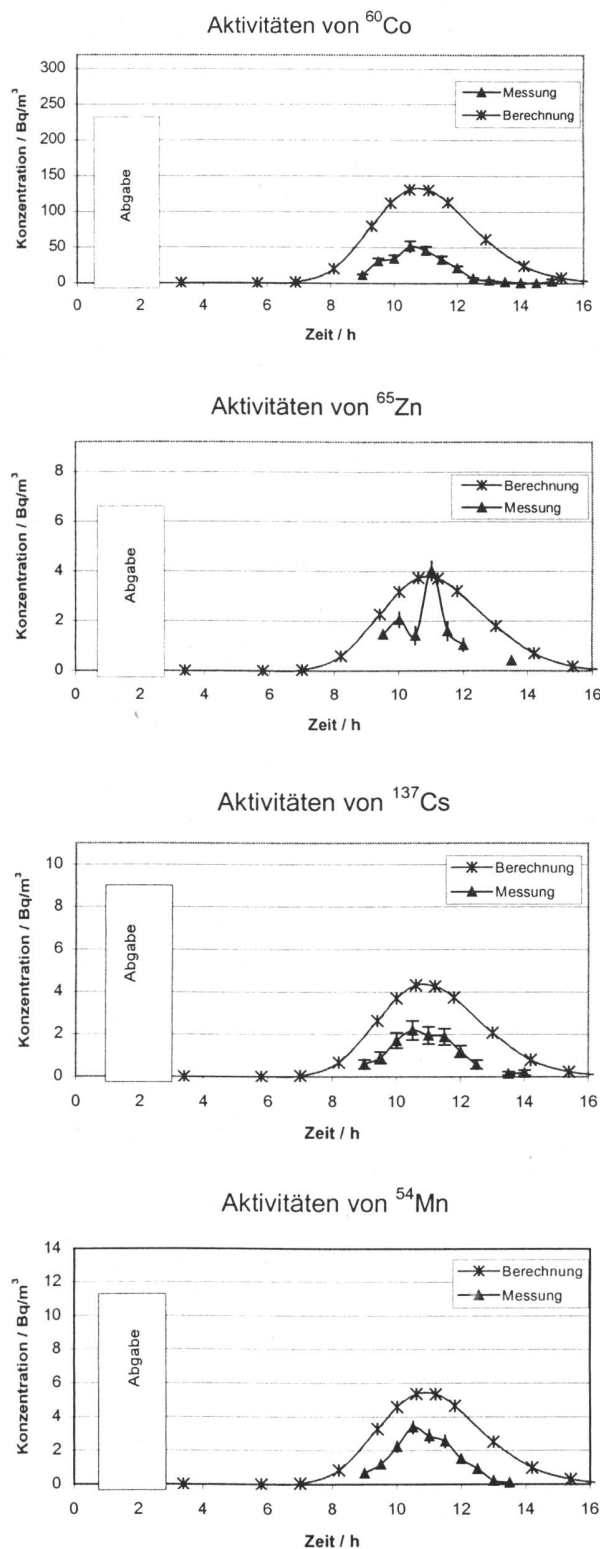 Aktivitäten von ⁶⁰Co
Konzentration / Bq/m³
300
250
200
150
100
50
0
Abgabe
Messung
Berechnung
0 2 4 6 8 10 12 14 16
Zeit / h
Aktivitäten von ⁶⁵Zn
Konzentration / Bq/m³
8
6
4
2
0
Abgabe
Berechnung
Messung
0 2 4 6 8 10 12 14 16
Zeit / h
Aktivitäten von ¹³⁷Cs
Konzentration / Bq/m³
10
8
6
4
2
0
Abgabe
Berechnung
Messung
0 2 4 6 8 10 12 14 16
Zeit / h
Aktivitäten von ⁵⁴Mn
Konzentration / Bq/m³
14
12
10
8
6
4
2
0
Abgabe
Berechnung
Messung
0 2 4 6 8 10 12 14 16
Zeit / h